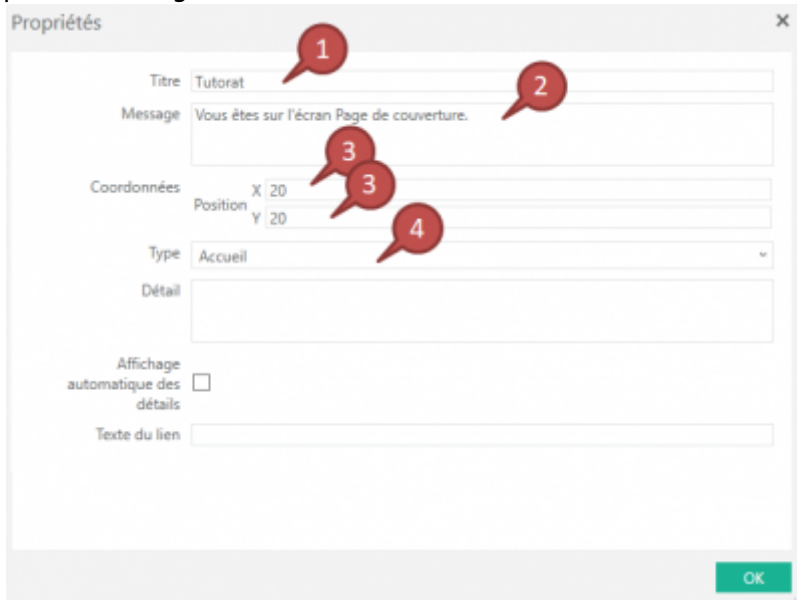 Propriétés
1
Titre Tutorat
2
Message Vous êtes sur l'écran Page de couverture.
3
Coordonnées Position X 20
3
Y 20
4
Type Accueil
Détail
Affichage
automatique des
détails
Texte du lien
OK